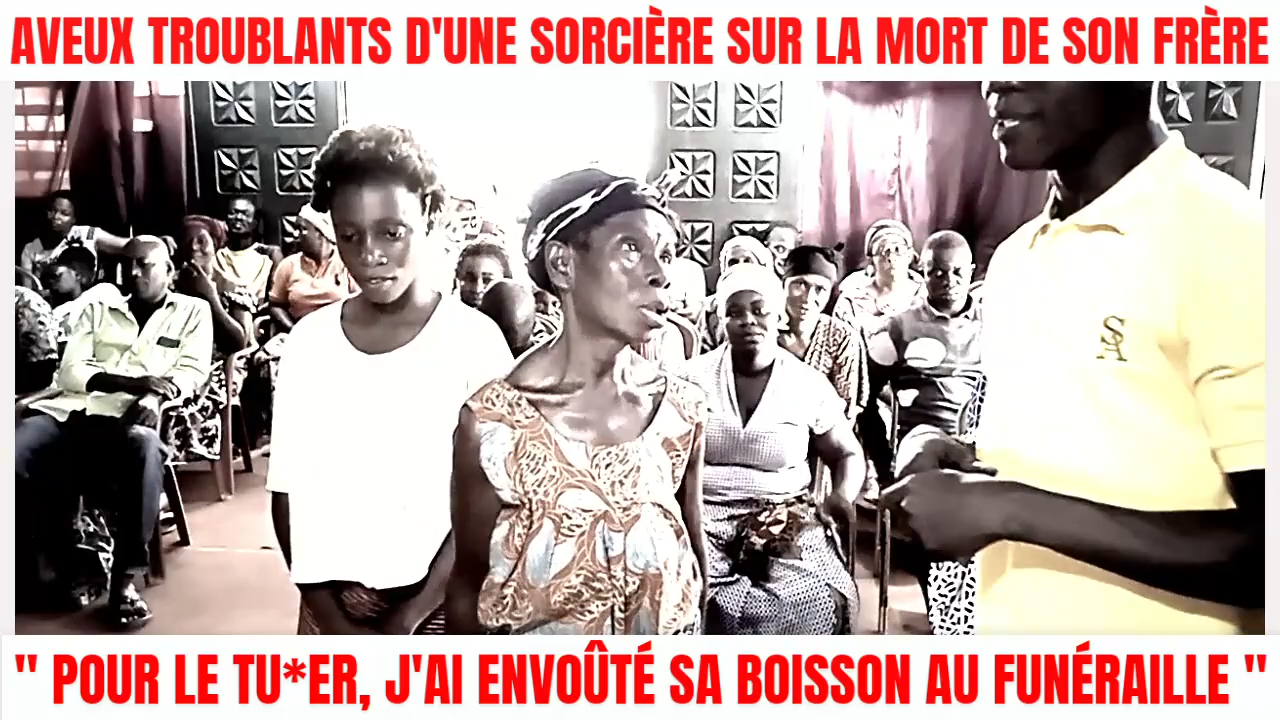 AVEUX TROUBLANTS D'UNE SORCIÈRE SUR LA MORT DE SON FRÈRE
SA
" POUR LE TU*ER, J'AI ENVOÛTÉ SA BOISSON AU FUNÉRAILLE "